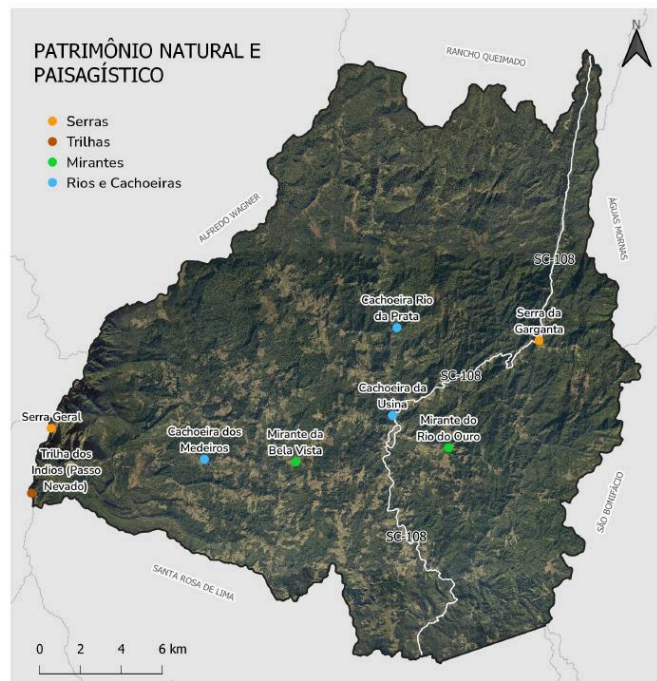 PATRIMÔNIO NATURAL E
PAISAGÍSTICO
Serras
Trilhas
Mirantes
Rios e Cachoeiras
N
RANCHO QUEIMADO
ALFREDO WAGNER
ÁGUAS MORNAS
SC-108
Cachoeira Rio
da Prata
Serra da
Garganta
SC-108
Cachoeira da
Usina
Serra Geral
Cachoeira dos
Medeiros
Mirante da
Bela Vista
Mirante do
Rio do Ouro
Trilha dos
Índios (Passo
Nevado)
SÃO BONIFÁCIO
SC-108
SANTA ROSA DE LIMA
0 2 4 6 km